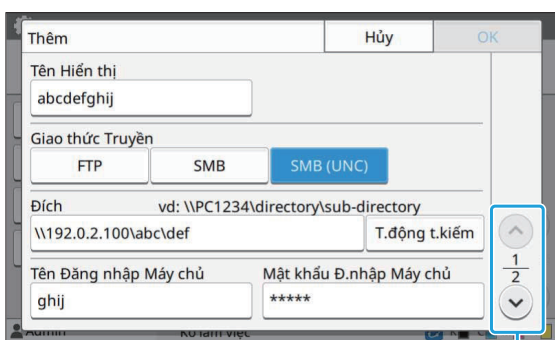 Thêm Hủy OK
Tên Hiển thị
abcdefghij
Giao thức Truyền
FTP SMB SMB (UNC)
Đích vd: \\PC1234\directory\sub-directory
\\192.0.2.100\abc\def T.động t.kiếm
1
2
Tên Đăng nhập Máy chủ Mật khẩu Đ.nhập Máy chủ
ghij *****
Admin